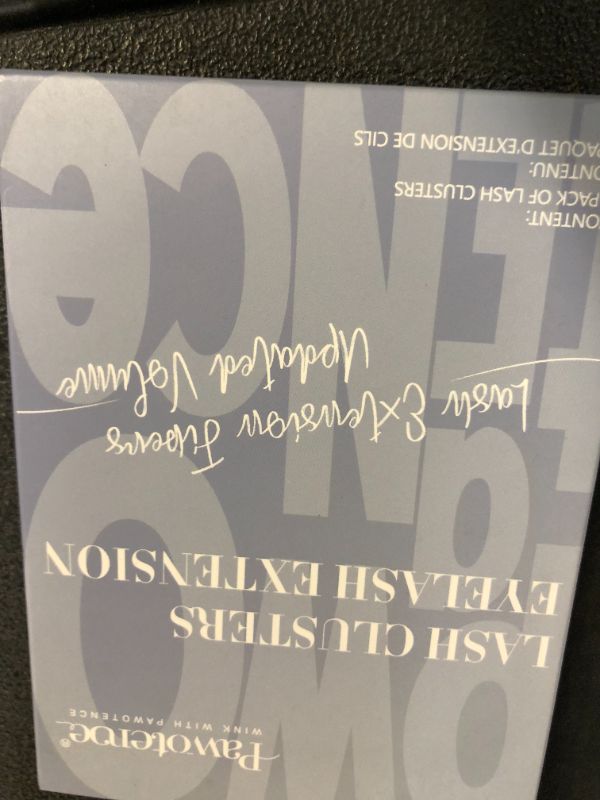 Pawotence®
WINK WITH PAWOTENCE
LASH CLUSTERS
EYELASH EXTENSION
Lash Extension Fibers
Updated Volume
CONTENT:
PACK OF LASH CLUSTERS
ONTENU:
PAQUET D'EXTENSION DE CILS